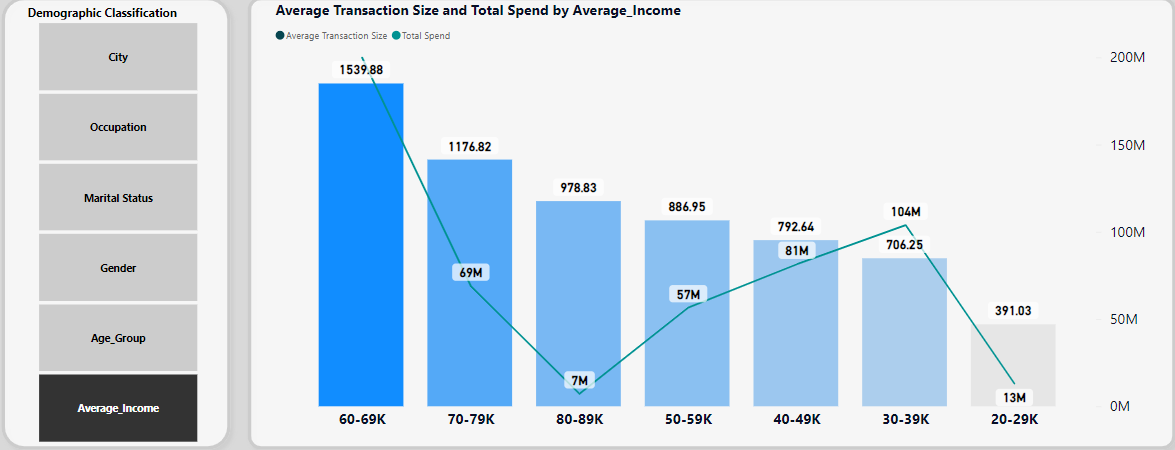 Demographic Classification
City
Occupation
Marital Status
Gender
Age_Group
Average_Income
Average Transaction Size and Total Spend by Average_Income
Average Transaction Size Total Spend
1539.88
1176.82
978.83
886.95
792.64
706.25
391.03
69M
7M
57M
81M
104M
13M
200M
150M
100M
50M
0M
60-69K 70-79K 80-89K 50-59K 40-49K 30-39K 20-29K